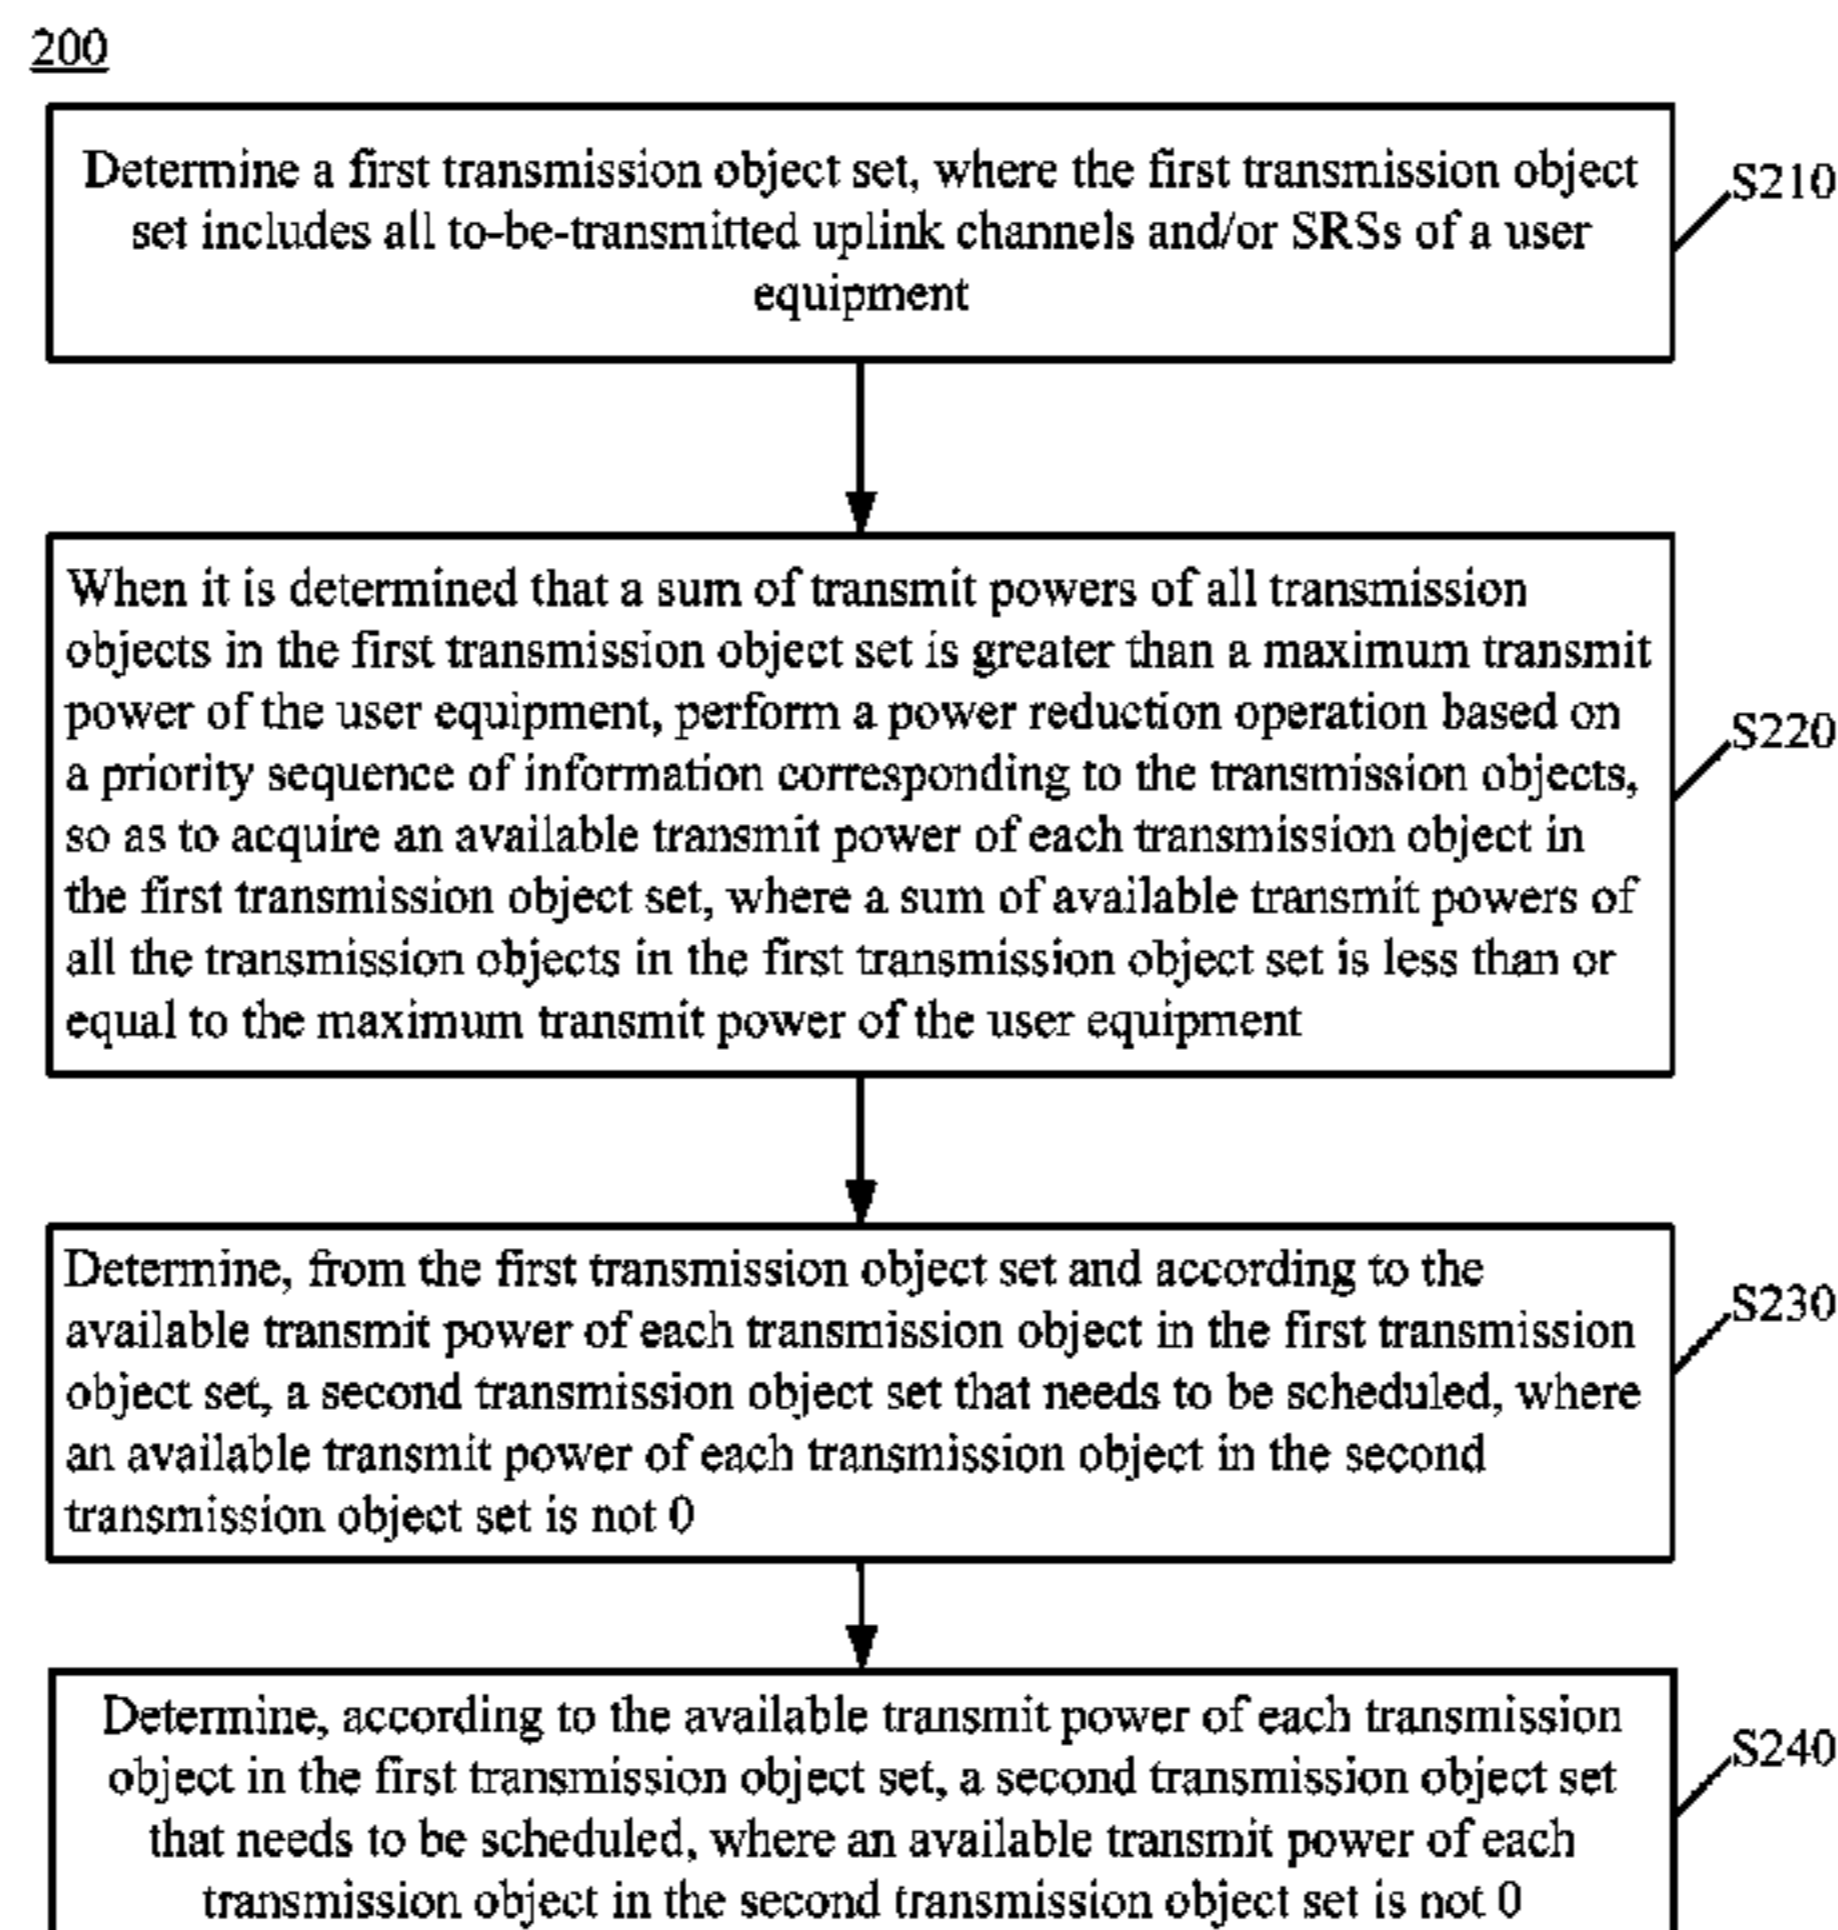 200
Determine a first transmission object set, where the first transmission object
set includes all to-be-transmitted uplink channels and/or SRSs of a user
equipment
S210
When it is determined that a sum of transmit powers of all transmission
objects in the first transmission object set is greater than a maximum transmit
power of the user equipment, perform a power reduction operation based on
a priority sequence of information corresponding to the transmission objects,
so as to acquire an available transmit power of each transmission object in
the first transmission object set, where a sum of available transmit powers of
all the transmission objects in the first transmission object set is less than or
equal to the maximum transmit power of the user equipment
S220
Determine, from the first transmission object set and according to the
available transmit power of each transmission object in the first transmission
object set, a second transmission object set that needs to be scheduled, where
an available transmit power of each transmission object in the second
transmission object set is not 0
S230
Determine, according to the available transmit power of each transmission
object in the first transmission object set, a second transmission object set
that needs to be scheduled, where an available transmit power of each
transmission object in the second transmission object set is not 0
S240